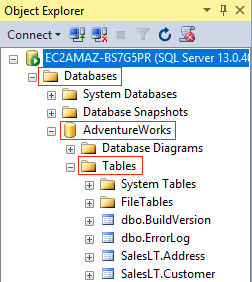 Object Explorer
Connect
EC2AMAZ-BS7G5PR (SQL Server 13.0.40
Databases
System Databases
Database Snapshots
AdventureWorks
Database Diagrams
Tables
System Tables
FileTables
dbo.BuildVersion
dbo.ErrorLog
SalesLT.Address
SalesLT.Customer